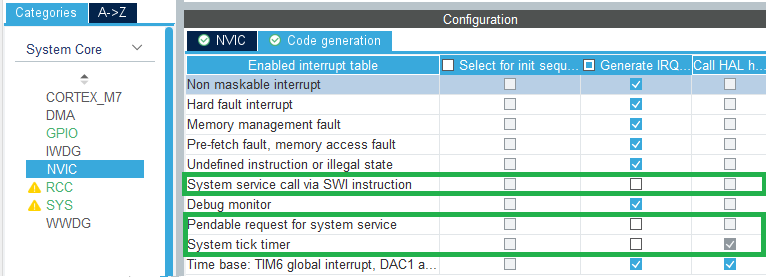 Categories A->Z
System Core
CORTEX_M7
DMA
GPIO
IWDG
NVIC
RCC
SYS
WWDG
Configuration
NVIC Code generation
Enabled interrupt table Select for init sequ... Generate IRQ... Call HAL h...
Non maskable interrupt
Hard fault interrupt
Memory management fault
Pre-fetch fault, memory access fault
Undefined instruction or illegal state
System service call via SWI instruction
Debug monitor
Pendable request for system service
System tick timer
Time base: TIM6 global interrupt, DAC1 a...